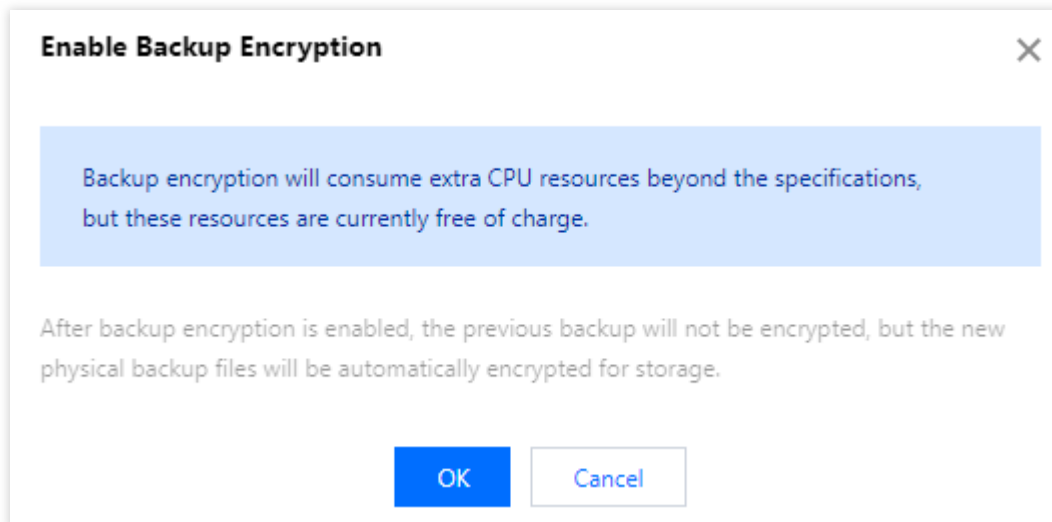 Enable Backup Encryption
Backup encryption will consume extra CPU resources beyond the specifications,
but these resources are currently free of charge.
After backup encryption is enabled, the previous backup will not be encrypted, but the new
physical backup files will be automatically encrypted for storage.
OK
Cancel